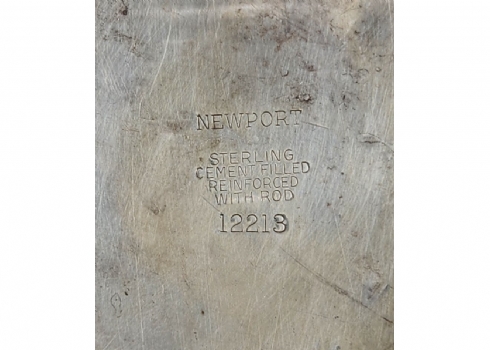 NEWPORT
STERLING
CEMENT FILLED
REINFORCED
WITH ROD
12213